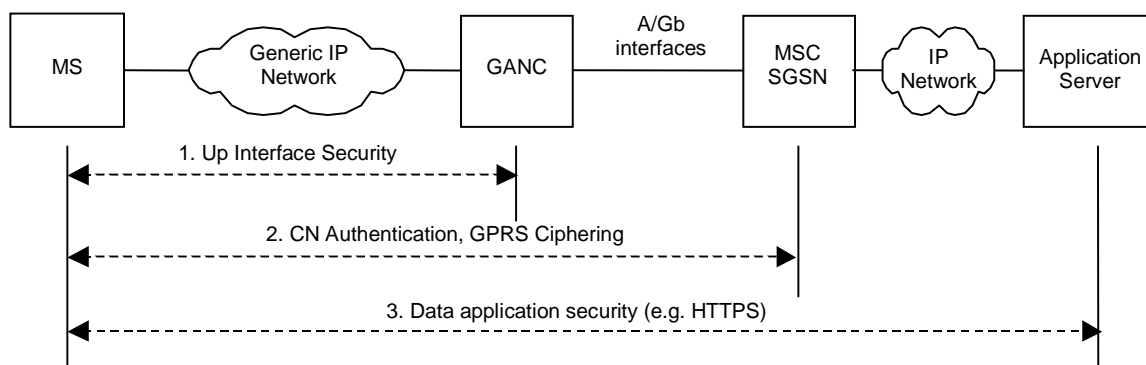 A/Gb
interfaces
MS
Generic IP
Network
GANC
MSC
SGSN
IP
Network
Application
Server
1. Up Interface Security
2. CN Authentication, GPRS Ciphering
3. Data application security (e.g. HTTPS)